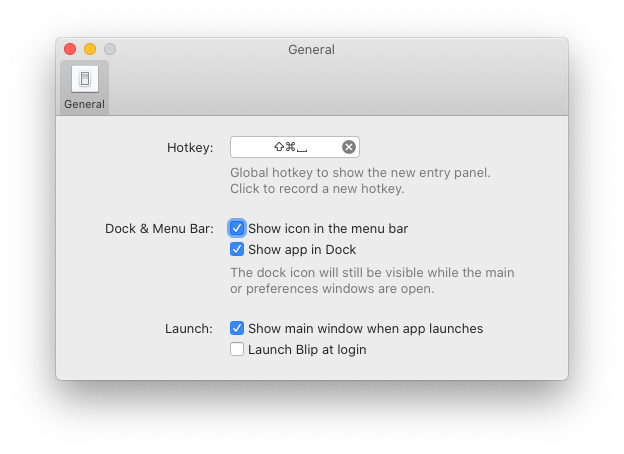 General
General
Hotkey: ⇧⌘⎵
Global hotkey to show the new entry panel.
Click to record a new hotkey.
Dock & Menu Bar: Show icon in the menu bar
Show app in Dock
The dock icon will still be visible while the main
or preferences windows are open.
Launch: Show main window when app launches
Launch Blip at login